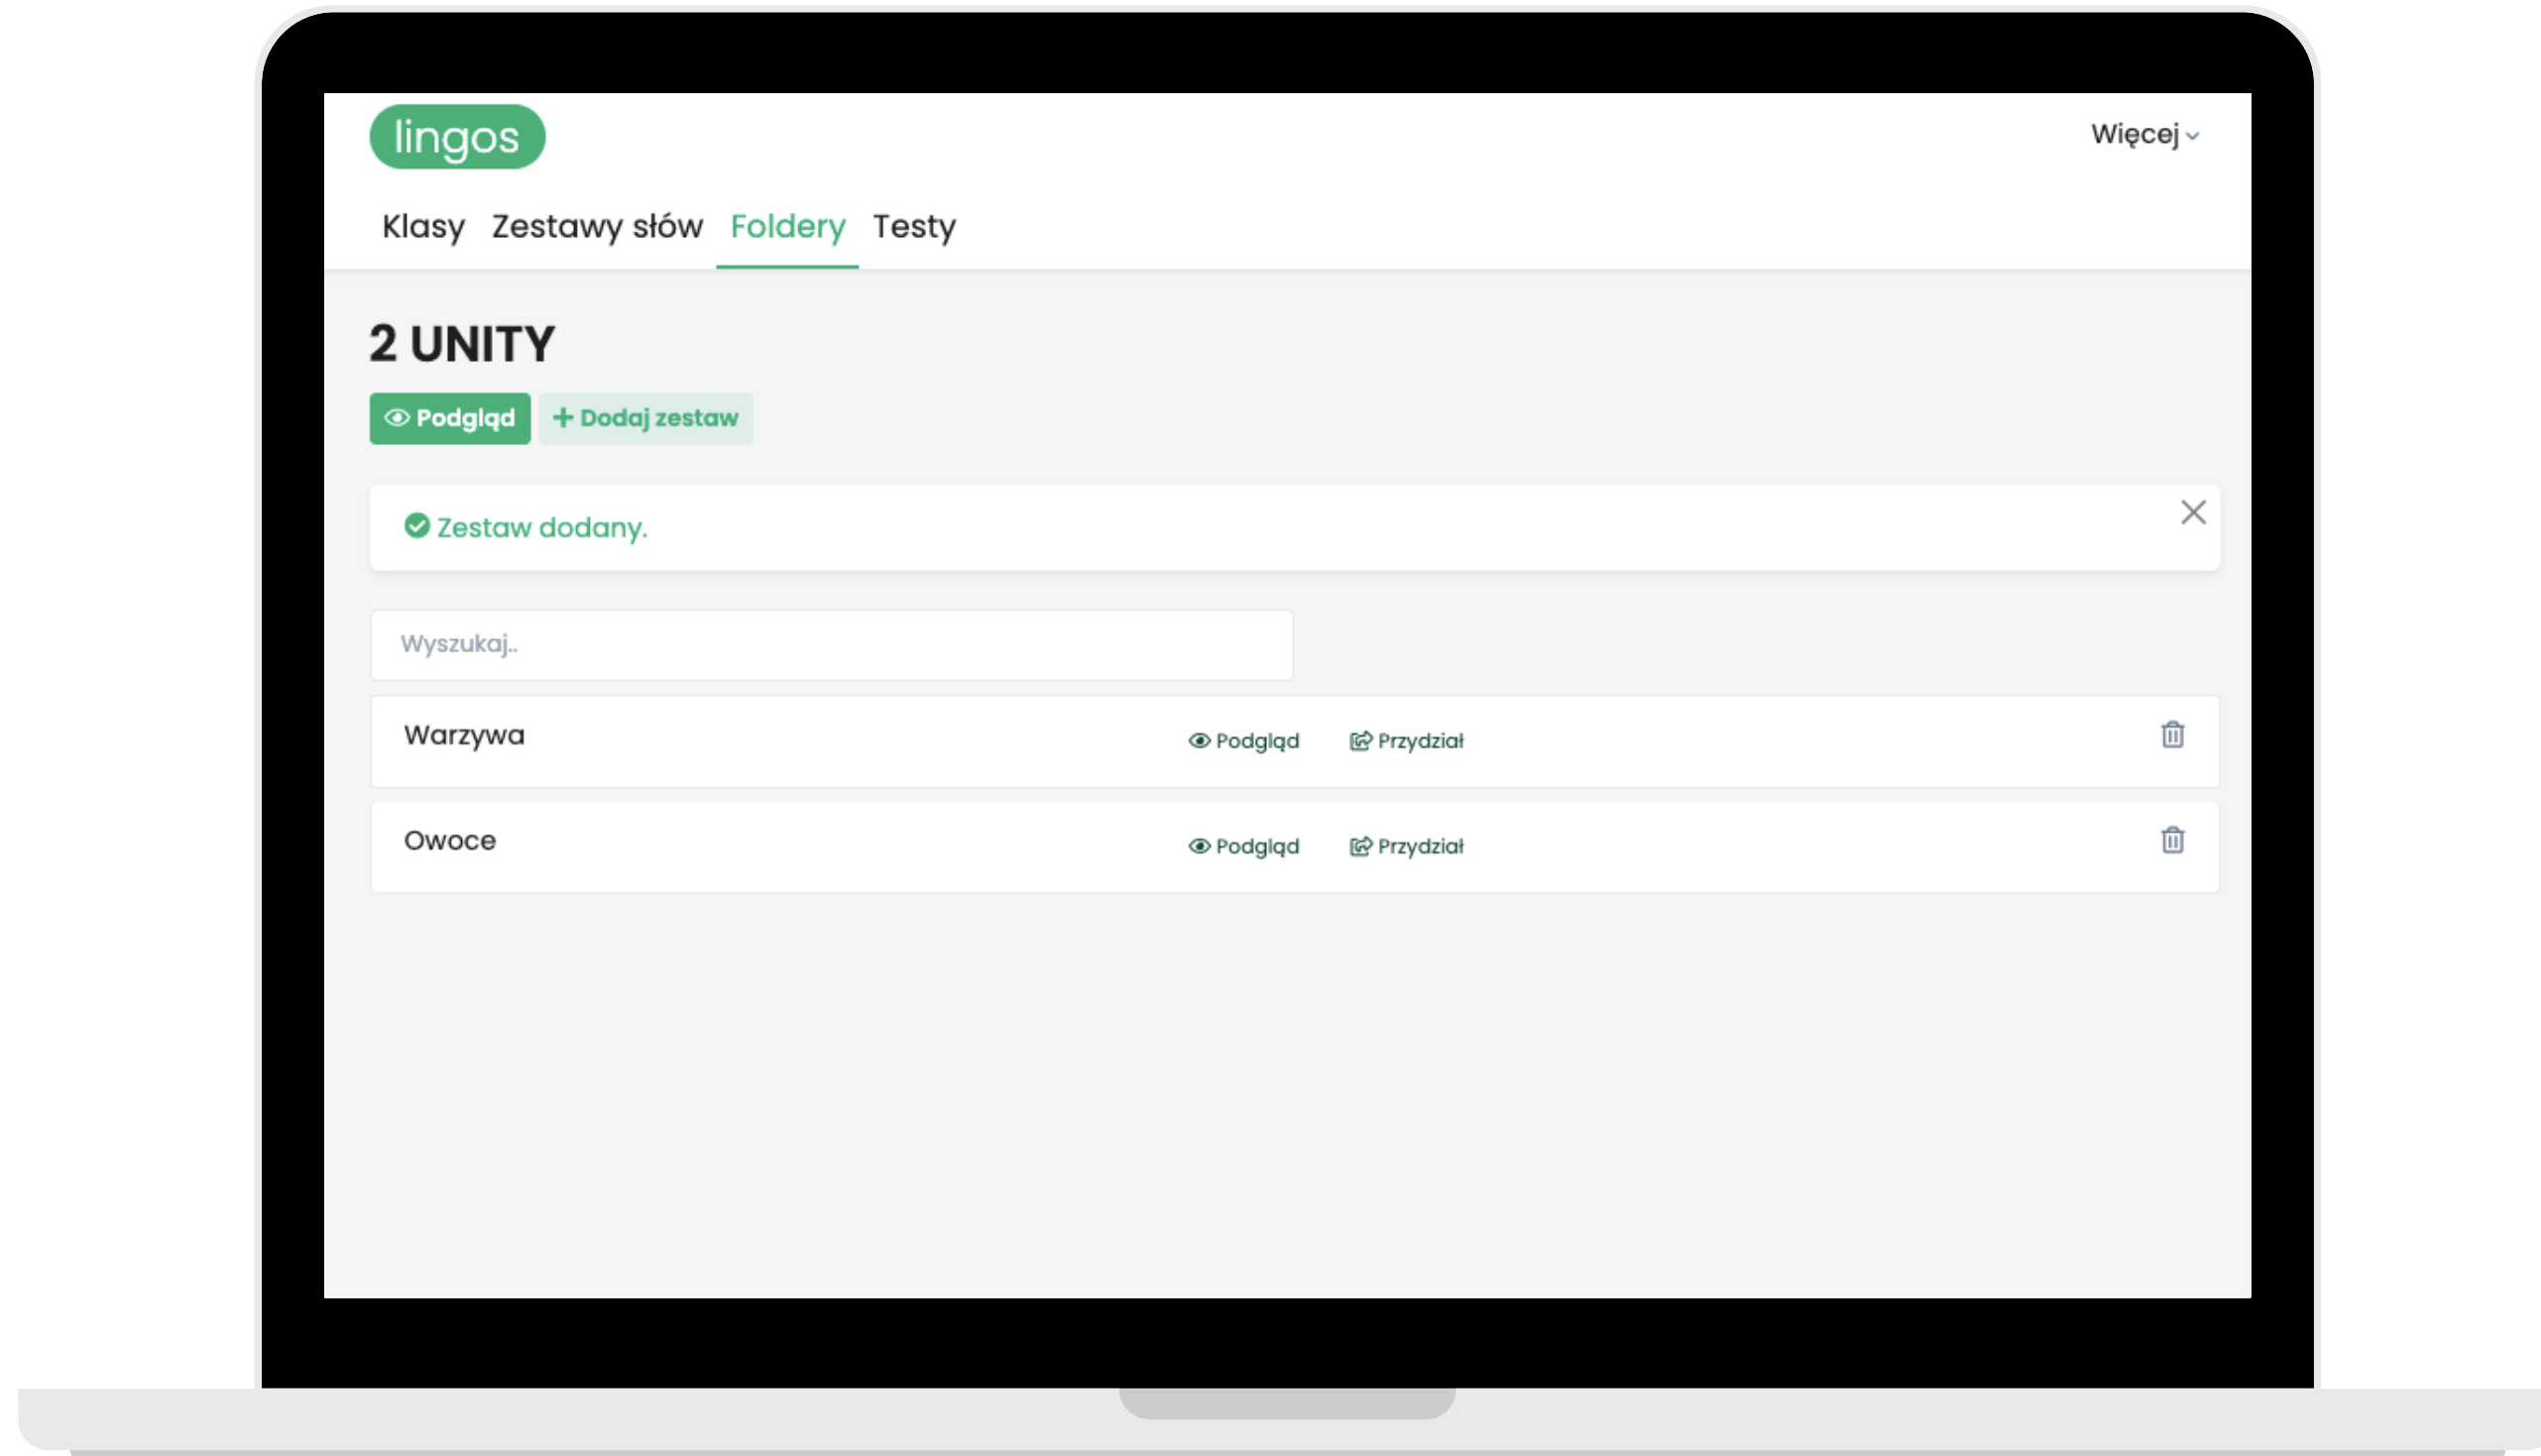 lingos
Więcej
Klasy Zestawy słów Foldery Testy
2 UNITY
Podgląd + Dodaj zestaw
Zestaw dodany.
Wyszukaj..
Warzywa Podgląd Przydział
Owoce Podgląd Przydział